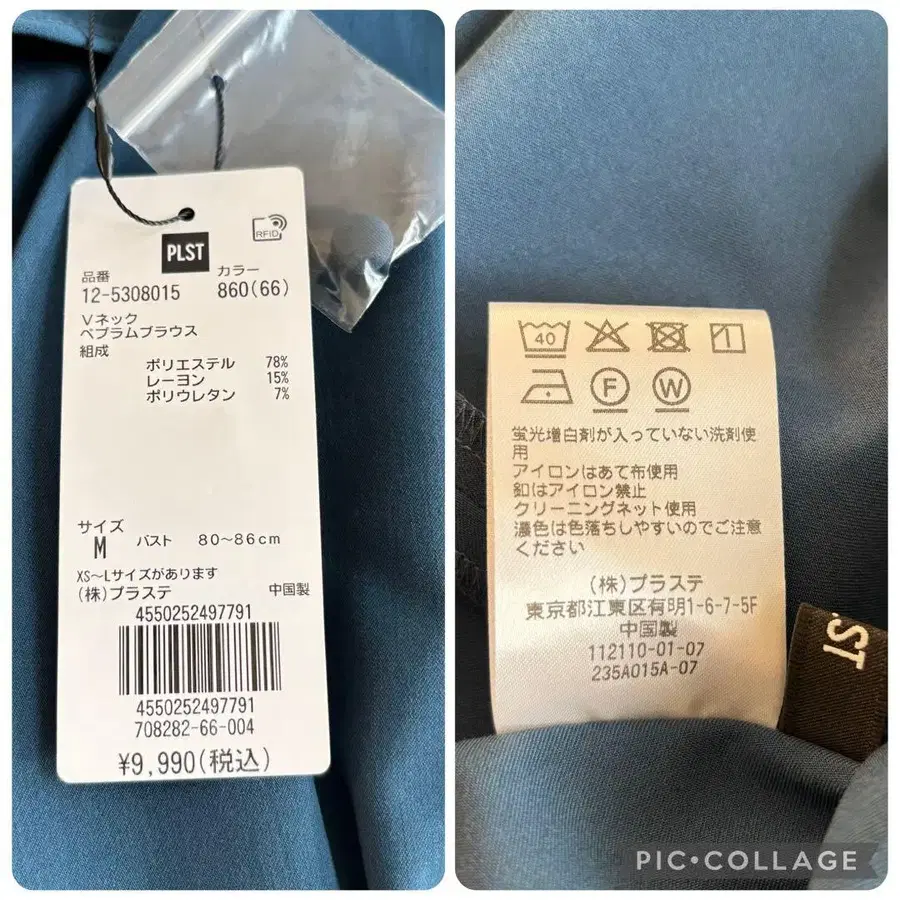 RFID
PLST
品番
カラー
12-5308015
860(66)
Vネック
ペプラムブラウス
組成
ポリエステル 78%
レーヨン 15%
ポリウレタン 7%
サイズ
M バスト 80~86cm
XS~Lサイズがあります
(株)プラステ 中国製
4550252497791
4550252497791
708282-66-004
¥9,990(税込)
40
1
F
W
蛍光増白剤が入っていない洗剤使
用
アイロンはあて布使用
釦はアイロン禁止
クリーニングネット使用
濃色は色落ちしやすいのでご注意
ください
(株)プラステ
東京都江東区有明1-6-7-5F
中国製
112110-01-07
235A015A-07
ST
PIC•COLLAGE